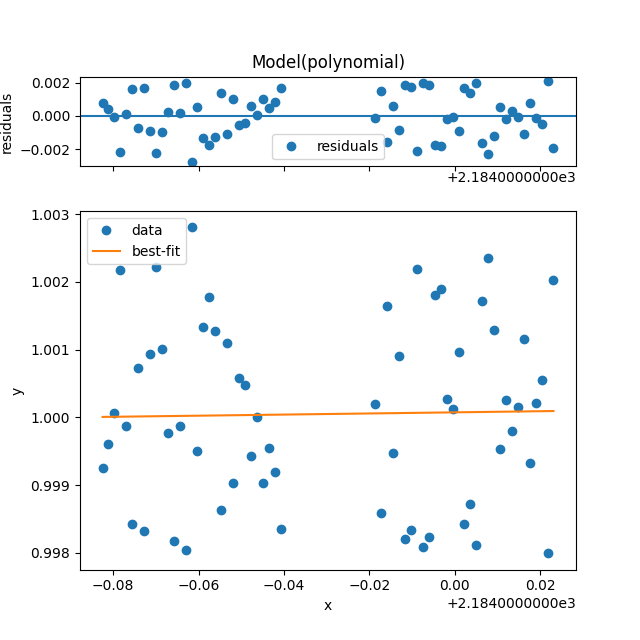 Model(polynomial)
0.002
0.000
−0.002
residuals
residuals
+2.1840000000e3
1.003
1.002
1.001
1.000
0.999
0.998
y
data
best-fit
−0.08
−0.06
−0.04
−0.02
0.00
0.02
x
+2.1840000000e3